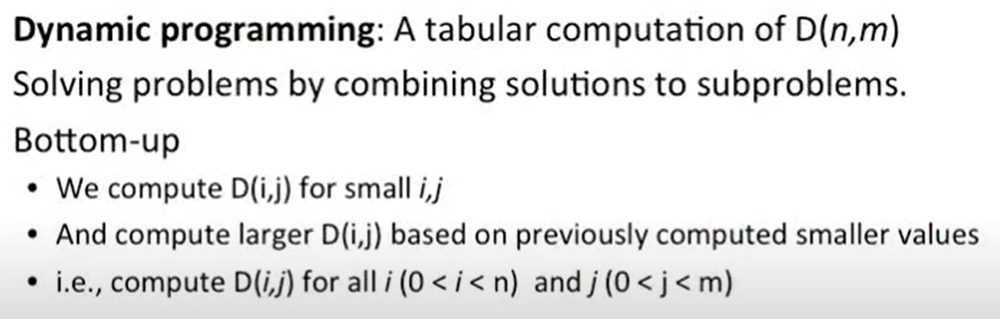 Dynamic programming: A tabular computation of D(n,m)
Solving problems by combining solutions to subproblems.
Bottom-up
• We compute D(i,j) for small i,j
• And compute larger D(i,j) based on previously computed smaller values
• i.e., compute D(i,j) for all i (0 < i < n) and j (0 < j < m)